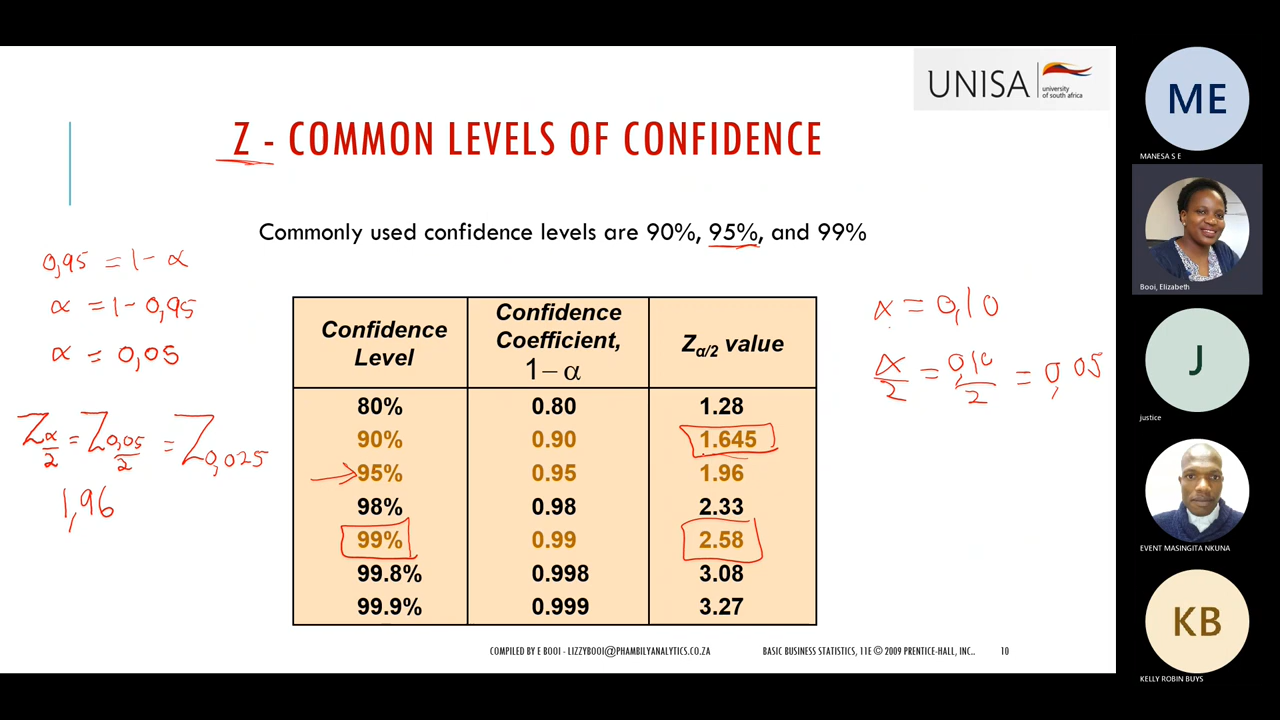 UNISA
university
of south africa
Z - COMMON LEVELS OF CONFIDENCE
Commonly used confidence levels are 90%, 95%, and 99%
0,95 = 1 - α
α = 1 - 0,95
α = 0,05
Zα/2 = Z0,05/2 = Z0,025
1,96
Confidence Level
Confidence Coefficient, 1 − α
Zα/2 value
80% 0.80 1.28
90% 0.90 1.645
95% 0.95 1.96
98% 0.98 2.33
99% 0.99 2.58
99.8% 0.998 3.08
99.9% 0.999 3.27
α = 0,10
α/2 = 0,10/2 = 0,05
COMPILED BY E BOOI - LIZZYBOOI@PHAMBILYANALYTICS.CO.ZA
BASIC BUSINESS STATISTICS, 11E © 2009 PRENTICE-HALL, INC..
10
ME
MANESA S E
Booi, Elizabeth
J
justice
EVENT MASINGITA NKUNA
KB
KELLY ROBIN BUYS